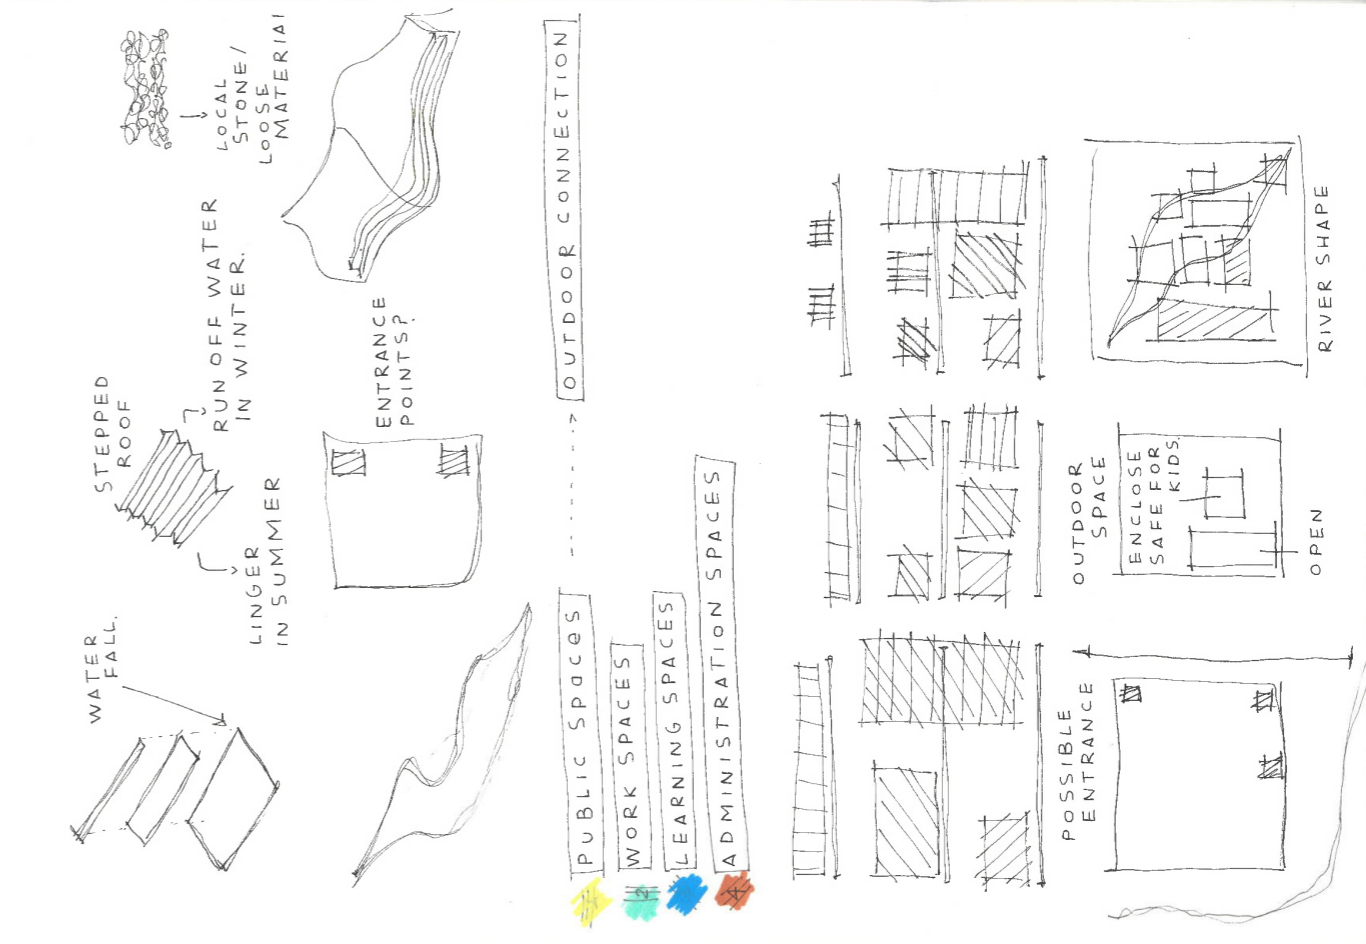 WATER
FALL.
STEPPED
ROOF
LINGER
IN SUMMER
RUN OFF WATER
IN WINTER.
LOCAL
STONE/
LOOSE
MATERIAL
ENTRANCE
POINTS?
PUBLIC SPaceS
OUTDOOR CONNECTION
2
WORK SPACES
LEARNING SPACES
4
ADMINISTRATION SPACES
POSSIBLE
ENTRANCE
OUTDOOR
SPACE
ENCLOSE
SAFE FOR
KIDS.
OPEN
RIVER SHAPE